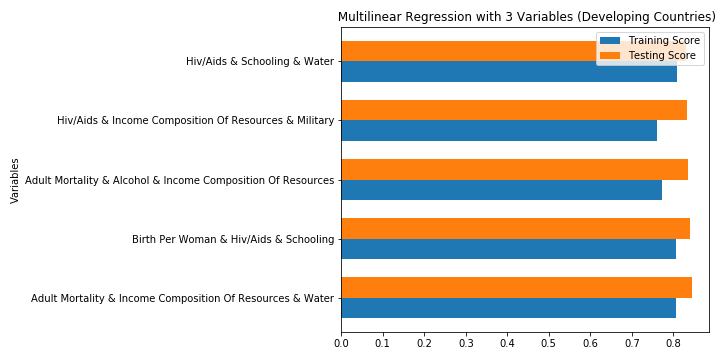 Multilinear Regression with 3 Variables (Developing Countries)
Training Score
Testing Score
Hiv/Aids & Schooling & Water
Hiv/Aids & Income Composition Of Resources & Military
Adult Mortality & Alcohol & Income Composition Of Resources
Birth Per Woman & Hiv/Aids & Schooling
Adult Mortality & Income Composition Of Resources & Water
Variables
0.0 0.1 0.2 0.3 0.4 0.5 0.6 0.7 0.8